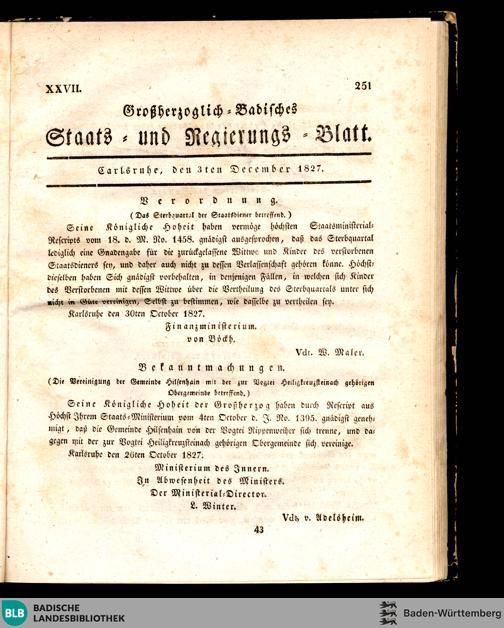 XXVII. 251
Großherzoglich-Badisches
Staats- und Regierungs-Blatt.
Carlsruhe, den 3ten December 1827.
Verordnung.
(Das Sterbquartal der Staatsdiener betreffend.)
Seine Königliche Hoheit haben vermöge höchsten Staatsministerial-
Rescripts vom 18. d. M. No. 1458. gnädigst ausgesprochen, daß das Sterbquartal
lediglich eine Gnadengabe für die zurückgelassene Wittwe und Kinder des verstorbenen
Staatsdieners sey, und daher auch nicht zu dessen Verlassenschaft gehören könne. Höchst-
dieselben haben Sich gnädigst vorbehalten, in denjenigen Fällen, in welchen sich Kinder
des Verstorbenen mit dessen Wittwe über die Vertheilung des Sterbquartals unter sich
nicht in Güte vereinigen, Selbst zu bestimmen, wie dasselbe zu vertheilen sey.
Karlsruhe den 30ten October 1827.
Finanzministerium.
von Böckh.
Vdt. W. Maler.
Bekanntmachungen.
(Die Vereinigung der Gemeinde Hilsenhain mit der zur Vogtei Heiligkreuzsteinach gehörigen
Obergemeinde betreffend.)
Seine Königliche Hoheit der Großherzog haben durch Rescript aus
Höchst Ihrem Staats-Ministerium vom 4ten October d. J. No. 1395. gnädigst geneh-
migt, daß die Gemeinde Hilsenhain von der Vogtei Rippenweiher sich trenne, und da-
gegen mit der zur Vogtei Heiligkreuzsteinach gehörigen Obergemeinde sich vereinige.
Karlsruhe den 26ten October 1827.
Ministerium des Innern.
In Abwesenheit des Ministers.
Der Ministerial-Director.
L. Winter.
Vdt. v. Adelsheim.
43
BLB BADISCHE
LANDESBIBLIOTHEK
Baden-Württemberg